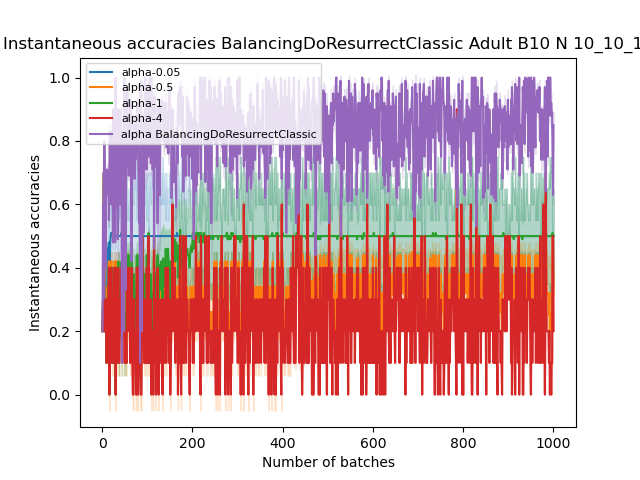 Instantaneous accuracies BalancingDoResurrectClassic Adult B10 N 10_10_1
alpha-0.05
alpha-0.5
alpha-1
alpha-4
alpha BalancingDoResurrectClassic
Instantaneous accuracies
1.0
0.8
0.6
0.4
0.2
0.0
0 200 400 600 800 1000
Number of batches